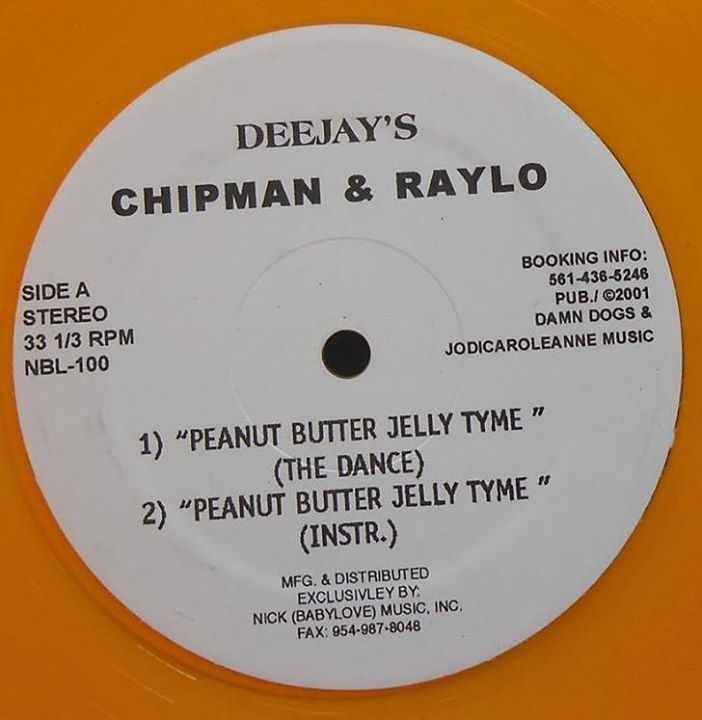 DEEJAY'S
CHIPMAN & RAYLO
SIDE A
STEREO
33 1/3 RPM
NBL-100
BOOKING INFO:
561-436-5246
PUB./ ©2001
DAMN DOGS &
JODICAROLEANNE MUSIC
1) "PEANUT BUTTER JELLY TYME "
(THE DANCE)
2) "PEANUT BUTTER JELLY TYME "
(INSTR.)
MFG. & DISTRIBUTED
EXCLUSIVLEY BY:
NICK (BABYLOVE) MUSIC, INC.
FAX: 954-987-8048